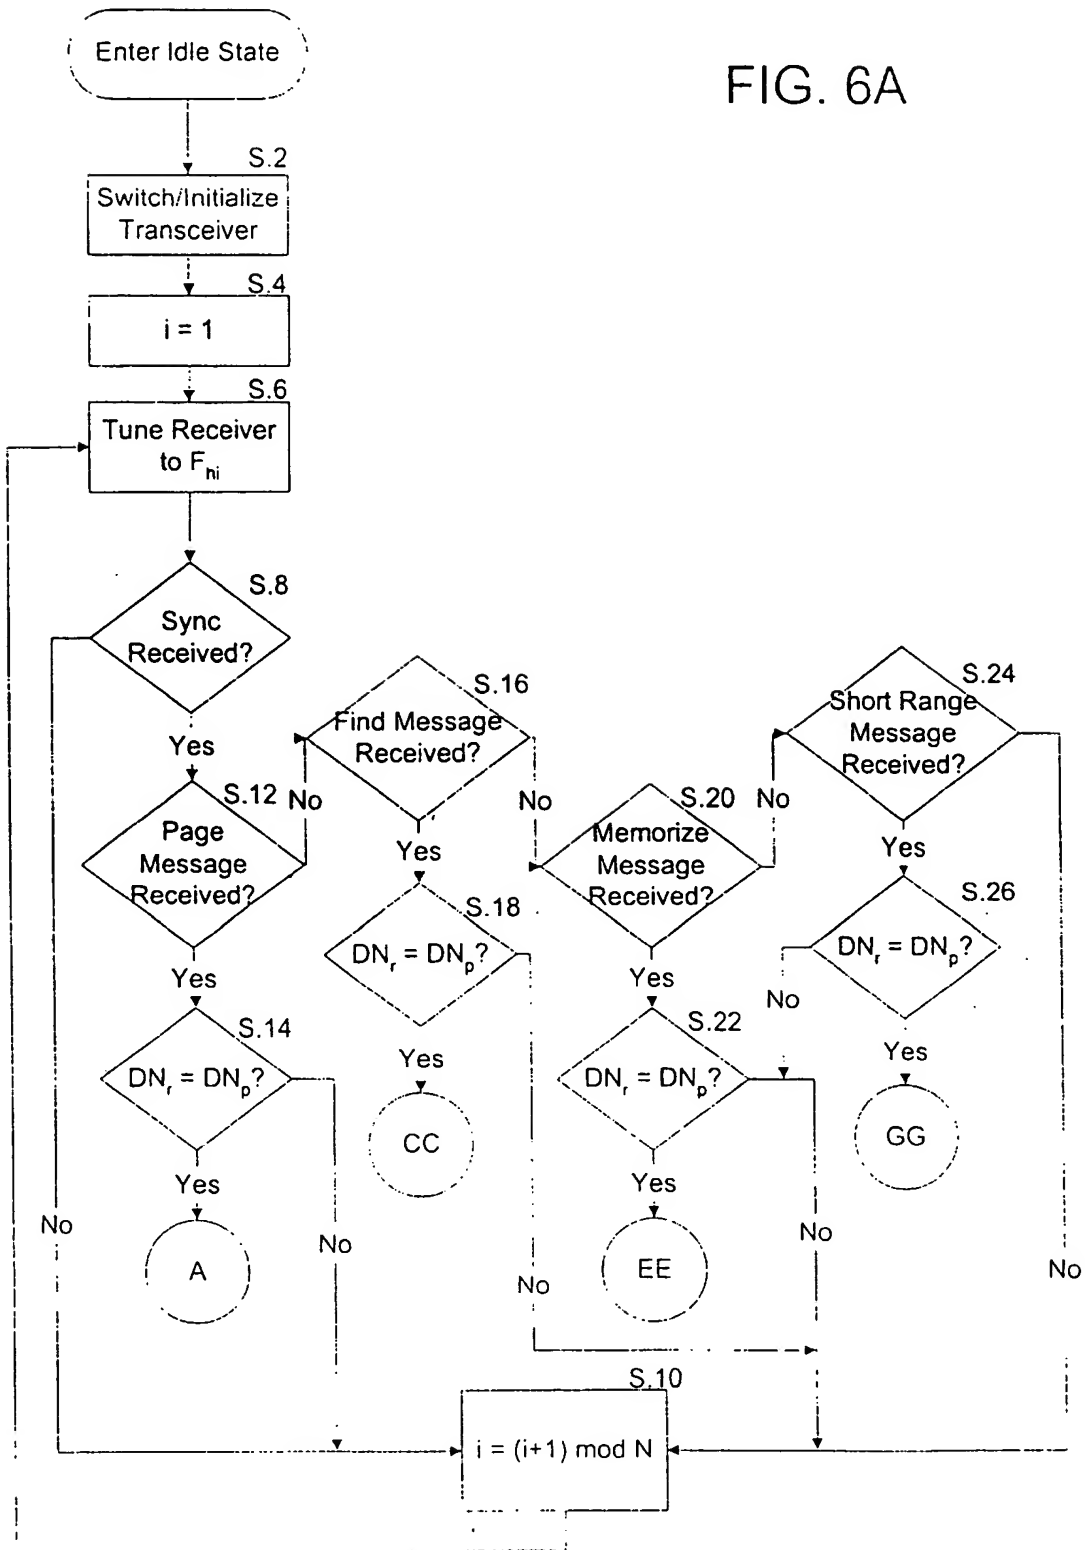 FIG. 6A
Enter Idle State
S.2
Switch/Initialize
Transceiver
S.4
i = 1
S.6
Tune Receiver
to F_hi
S.8
Sync
Received?
Yes
No
S.12
Page
Message
Received?
No
Yes
S.14
DN_r = DN_p?
Yes
No
A
S.16
Find Message
Received?
No
Yes
S.18
DN_r = DN_p?
Yes
No
CC
S.20
Memorize
Message
Received?
No
Yes
S.22
DN_r = DN_p?
Yes
No
EE
S.24
Short Range
Message
Received?
Yes
No
S.26
DN_r = DN_p?
No
Yes
GG
S.10
i = (i+1) mod N